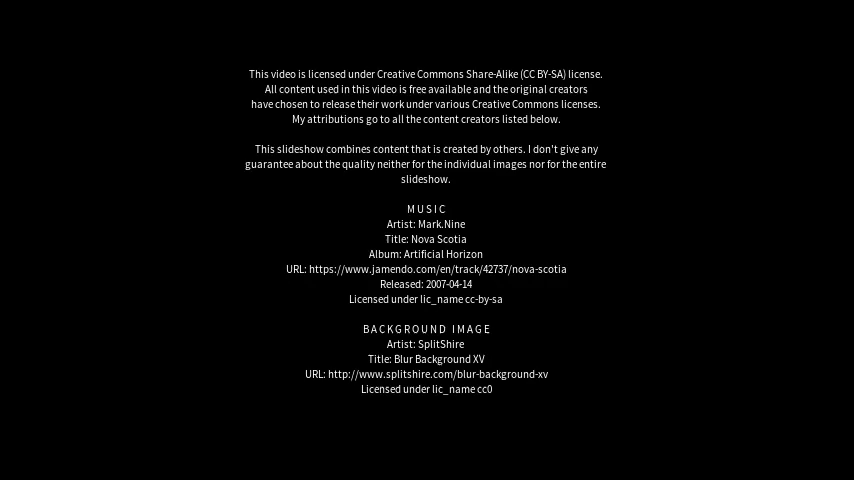 This video is licensed under Creative Commons Share-Alike (CC BY-SA) license.
All content used in this video is free available and the original creators
have chosen to release their work under various Creative Commons licenses.
My attributions go to all the content creators listed below.
This slideshow combines content that is created by others. I don't give any
guarantee about the quality neither for the individual images nor for the entire
slideshow.
MUSIC
Artist: Mark.Nine
Title: Nova Scotia
Album: Artificial Horizon
URL: https://www.jamendo.com/en/track/42737/nova-scotia
Released: 2007-04-14
Licensed under lic_name cc-by-sa
BACKGROUND IMAGE
Artist: SplitShire
Title: Blur Background XV
URL: http://www.splitshire.com/blur-background-xv
Licensed under lic_name cc0